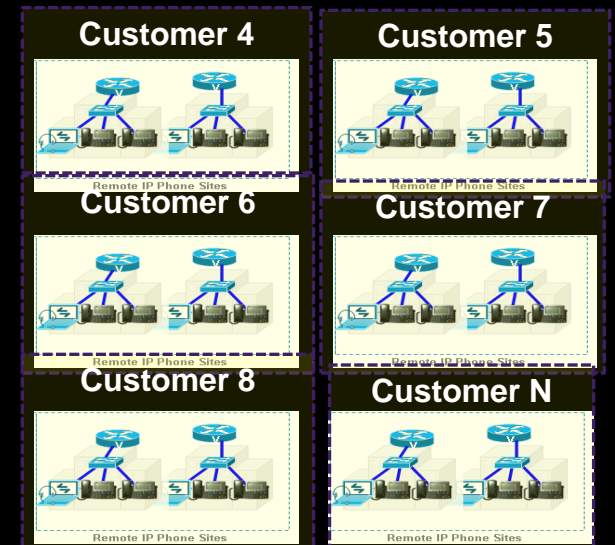 Customer 4
Customer 5
Remote IP Phone Sites
Remote IP Phone Sites
Customer 6
Customer 7
Remote IP Phone Sites
Remote IP Phone Sites
Customer 8
Customer N
Remote IP Phone Sites
Remote IP Phone Sites